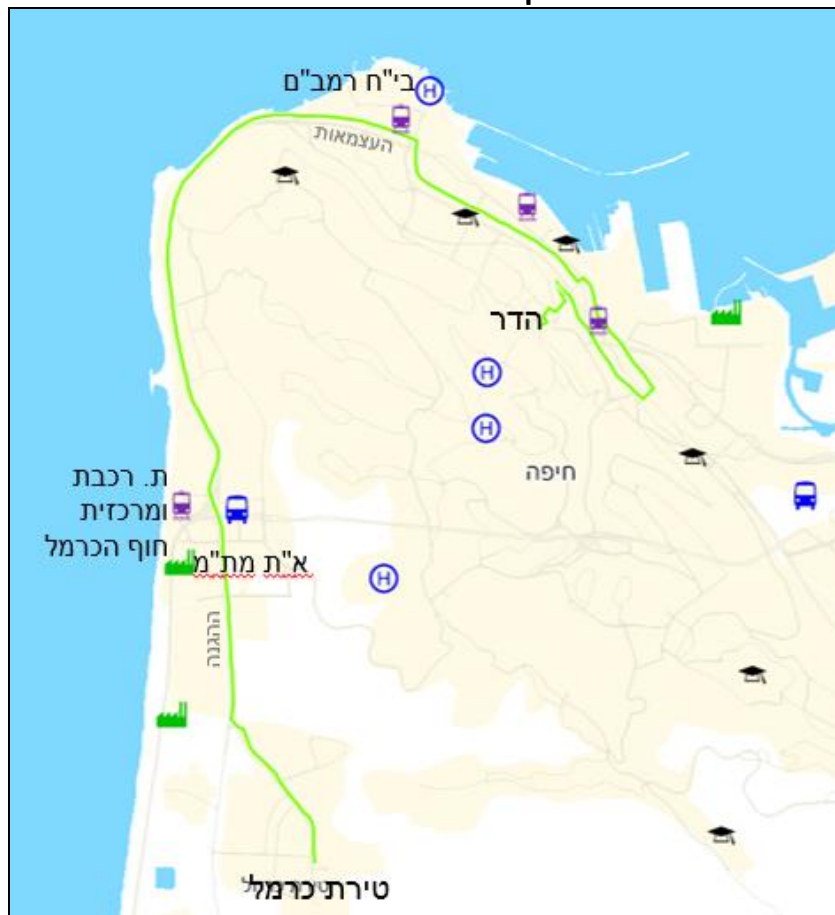 בי"ח רמב"ם
העצמאות
הדר
חיפה
ת. רכבת
ומרכזית
חוף הכרמל
א"ת מת"מ
ההגנה
טירת כרמל